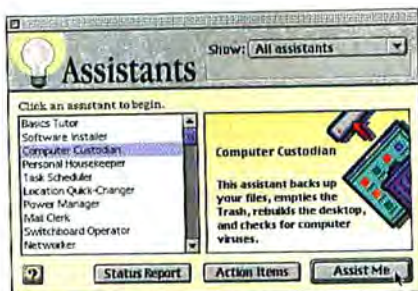 Show: All assistants
Assistants
Click an assistant to begin.
Basics Tutor
Software Installer
Computer Custodian
Personal Housekeeper
Task Scheduler
Location Quick-Changer
Power Manager
Mail Clerk
Switchboard Operator
Networker
Computer Custodian
This assistant backs up
your files, empties the
Trash, rebuilds the desktop,
and checks for computer
viruses.
? Status Report Action Items Assist Me